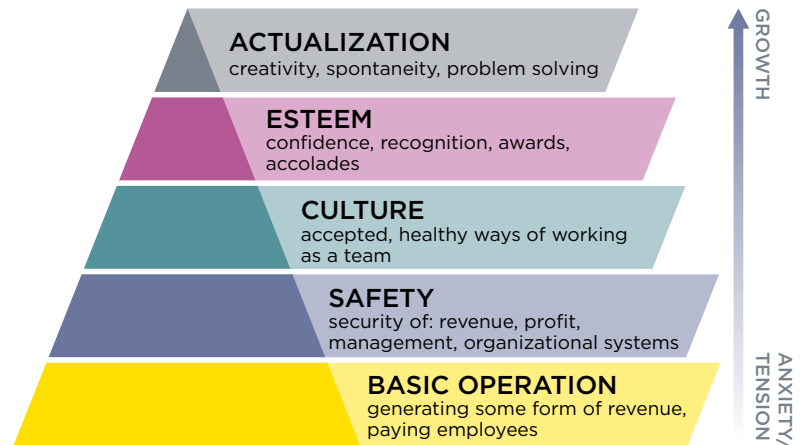 ACTUALIZATION
creativity, spontaneity, problem solving
ESTEEM
confidence, recognition, awards,
accolades
CULTURE
accepted, healthy ways of working
as a team
SAFETY
security of: revenue, profit,
management, organizational systems
BASIC OPERATION
generating some form of revenue,
paying employees
GROWTH
ANXIETY/
TENSION